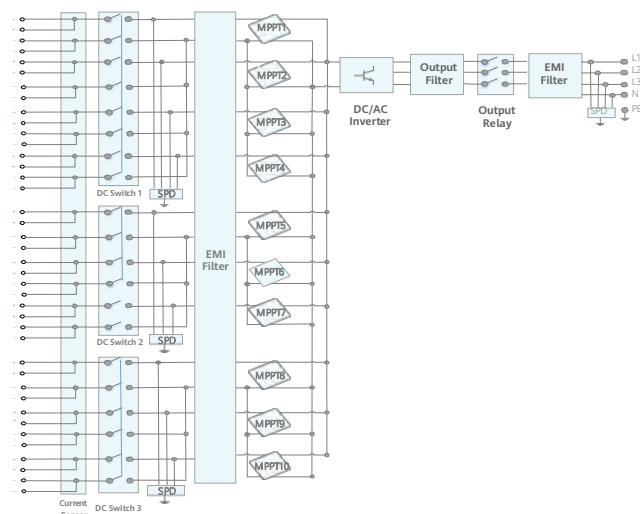 MPPT1
MPPT2
MPPT3
MPPT4
DC Switch 1
SPD
MPPT5
EMI
Filter
MPPT6
MPPT7
DC Switch 2
SPD
MPPT8
MPPT9
MPPT10
SPD
Current
DC Switch 3
DC/AC
Inverter
Output
Filter
Output
Relay
EMI
Filter
L1
L2
L3
N
SPD
PE